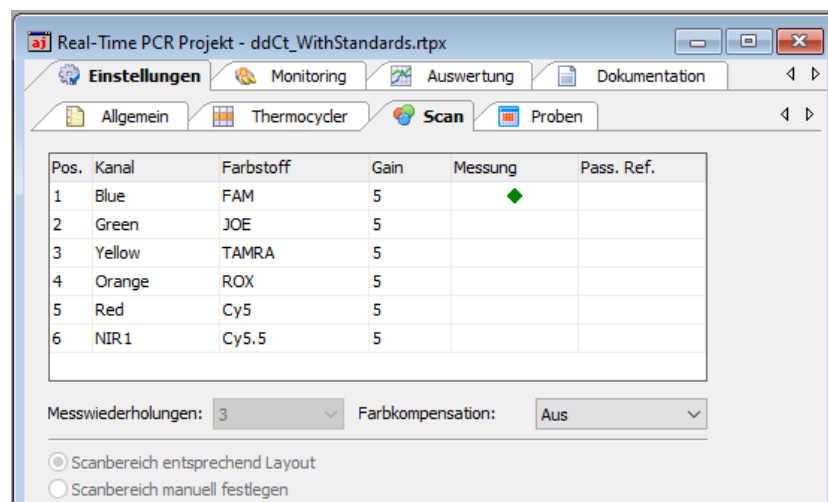 aj Real-Time PCR Projekt - ddCt_WithStandards.rtpx
Einstellungen Monitoring Auswertung Dokumentation
Allgemein Thermocycler Scan Proben
Pos. Kanal Farbstoff Gain Messung Pass. Ref.
1 Blue FAM 5
2 Green JOE 5
3 Yellow TAMRA 5
4 Orange ROX 5
5 Red Cy5 5
6 NIR1 Cy5.5 5
Messwiederholungen: 3 Farbkompensation: Aus
Scanbereich entsprechend Layout
Scanbereich manuell festlegen